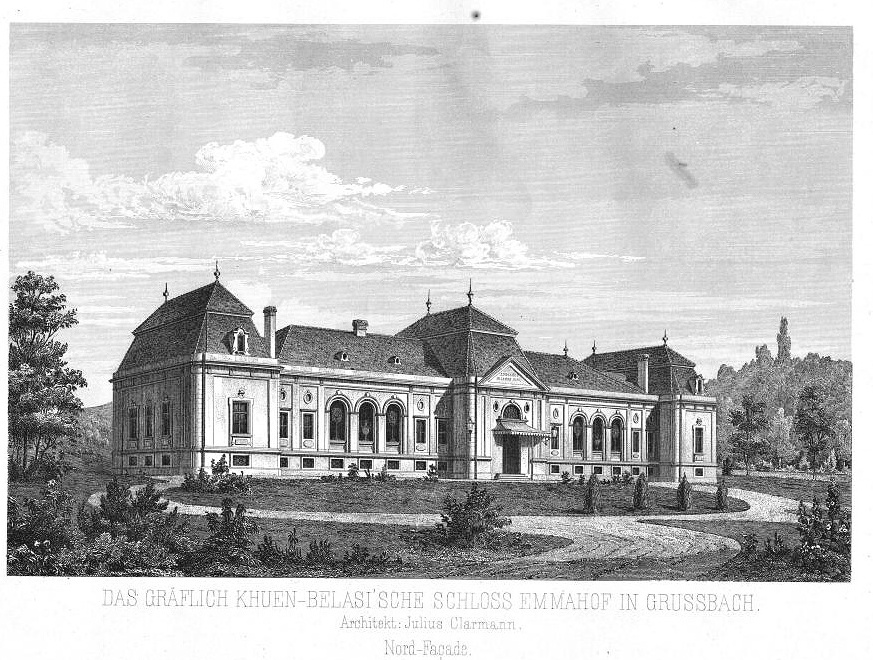 DAS GRÄFLICH KHUEN-BELASI'SCHE SCHLOSS EMMAHOF IN GRUSSBACH.
Architekt: Julius Clarmann.
Nord-Façade.